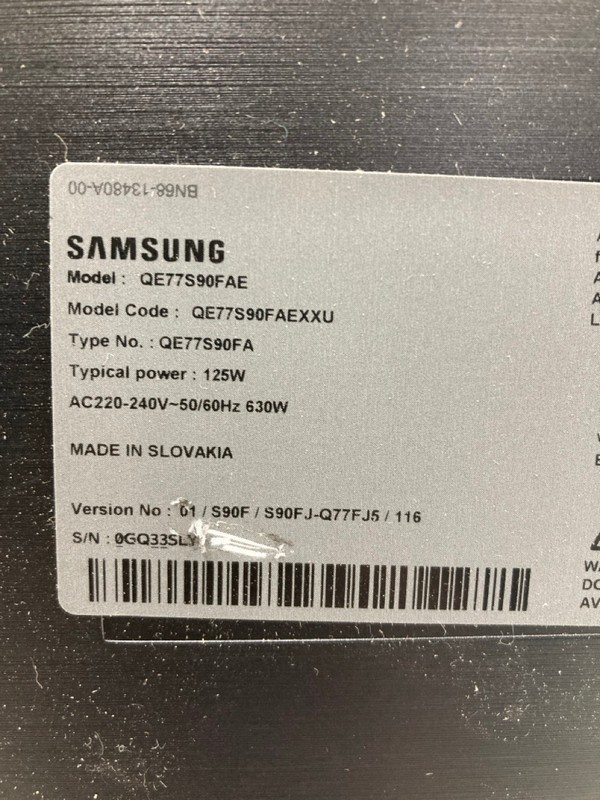 BN68-13480A-00
SAMSUNG
Model : QE77S90FAE
Model Code : QE77S90FAEXXU
Type No. : QE77S90FA
Typical power : 125W
AC220-240V~50/60Hz 630W
MADE IN SLOVAKIA
Version No : 01 / S90F / S90FJ-Q77FJ5 / 116
S/N : 0GQ33SLY